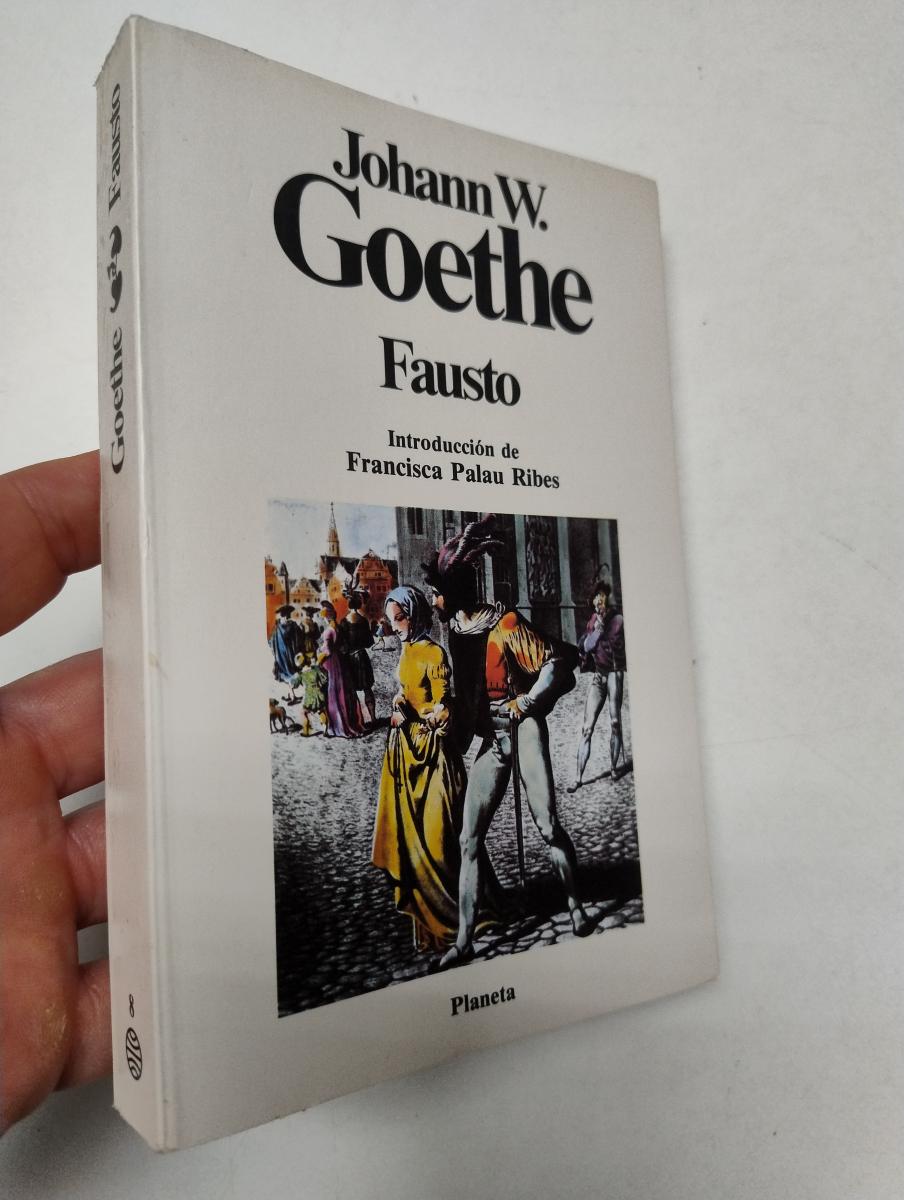 Johann W.
Goethe
Fausto
Introducción de
Francisca Palau Ribes
Planeta
Goethe Fausto
8